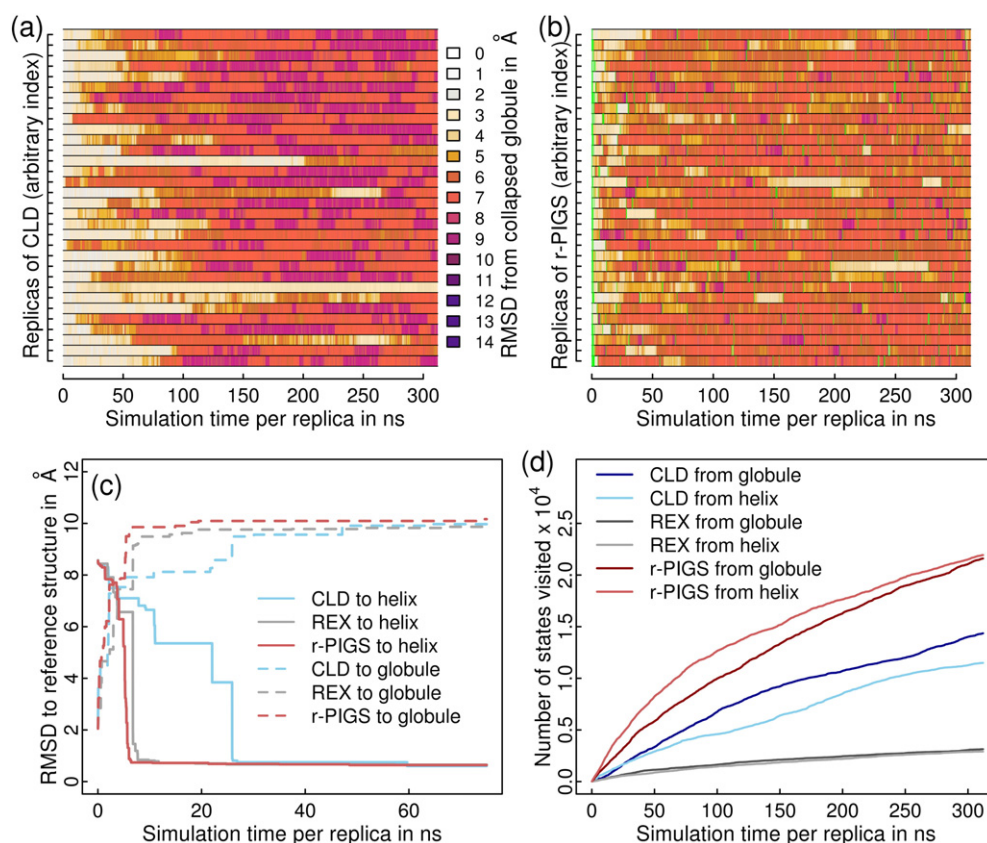 (a)
Replicas of CLD (arbitrary index)
0 50 100 150 200 250 300
Simulation time per replica in ns
0
1
2
3
4
5
6
7
8
9
10
11
12
13
14
RMSD from collapsed globule in Å
(b)
Replicas of r-PIGS (arbitrary index)
0 50 100 150 200 250 300
Simulation time per replica in ns
(c)
RMSD to reference structure in Å
12
10
8
6
4
2
0
CLD to helix
REX to helix
r-PIGS to helix
CLD to globule
REX to globule
r-PIGS to globule
0 20 40 60
Simulation time per replica in ns
(d)
Number of states visited x 10⁴
2.5
2.0
1.5
1.0
0.5
0.0
CLD from globule
CLD from helix
REX from globule
REX from helix
r-PIGS from globule
r-PIGS from helix
0 50 100 150 200 250 300
Simulation time per replica in ns